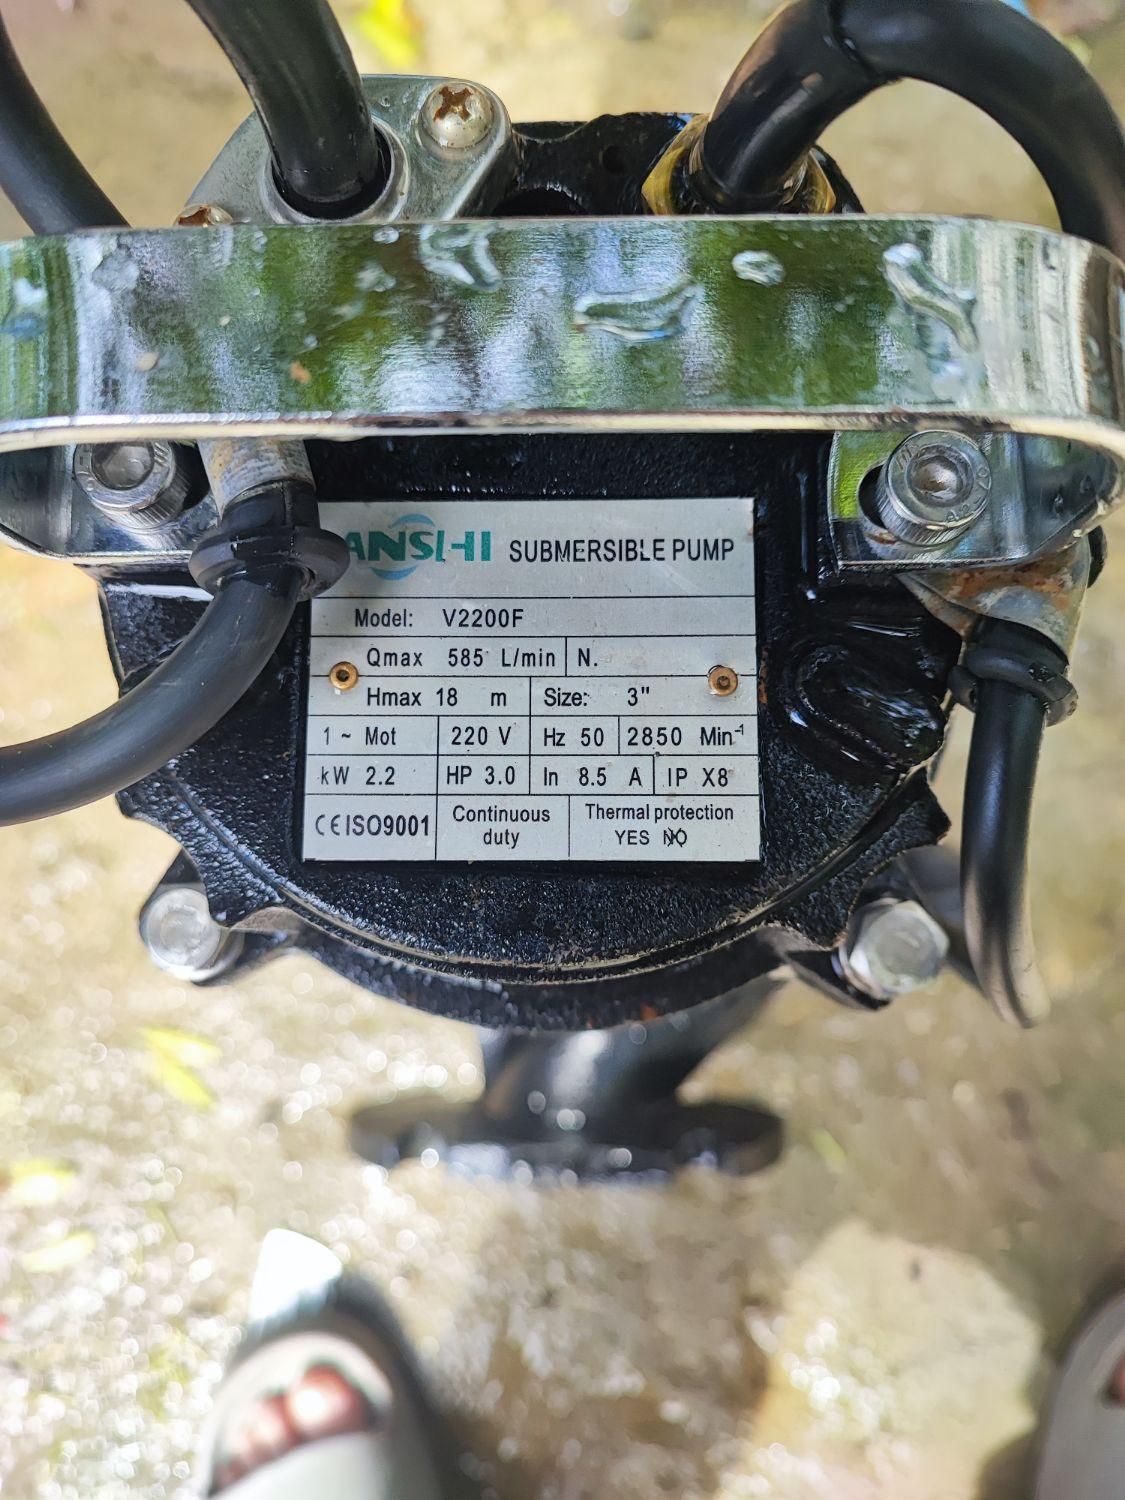 ANSHI SUBMERSIBLE PUMP
Model: V2200F
Qmax 585 L/min N.
Hmax 18 m Size: 3"
1 ~ Mot 220 V Hz 50 2850 Min⁻¹
kW 2.2 HP 3.0 In 8.5 A IP X8
CE ISO9001 Continuous duty Thermal protection YES NO